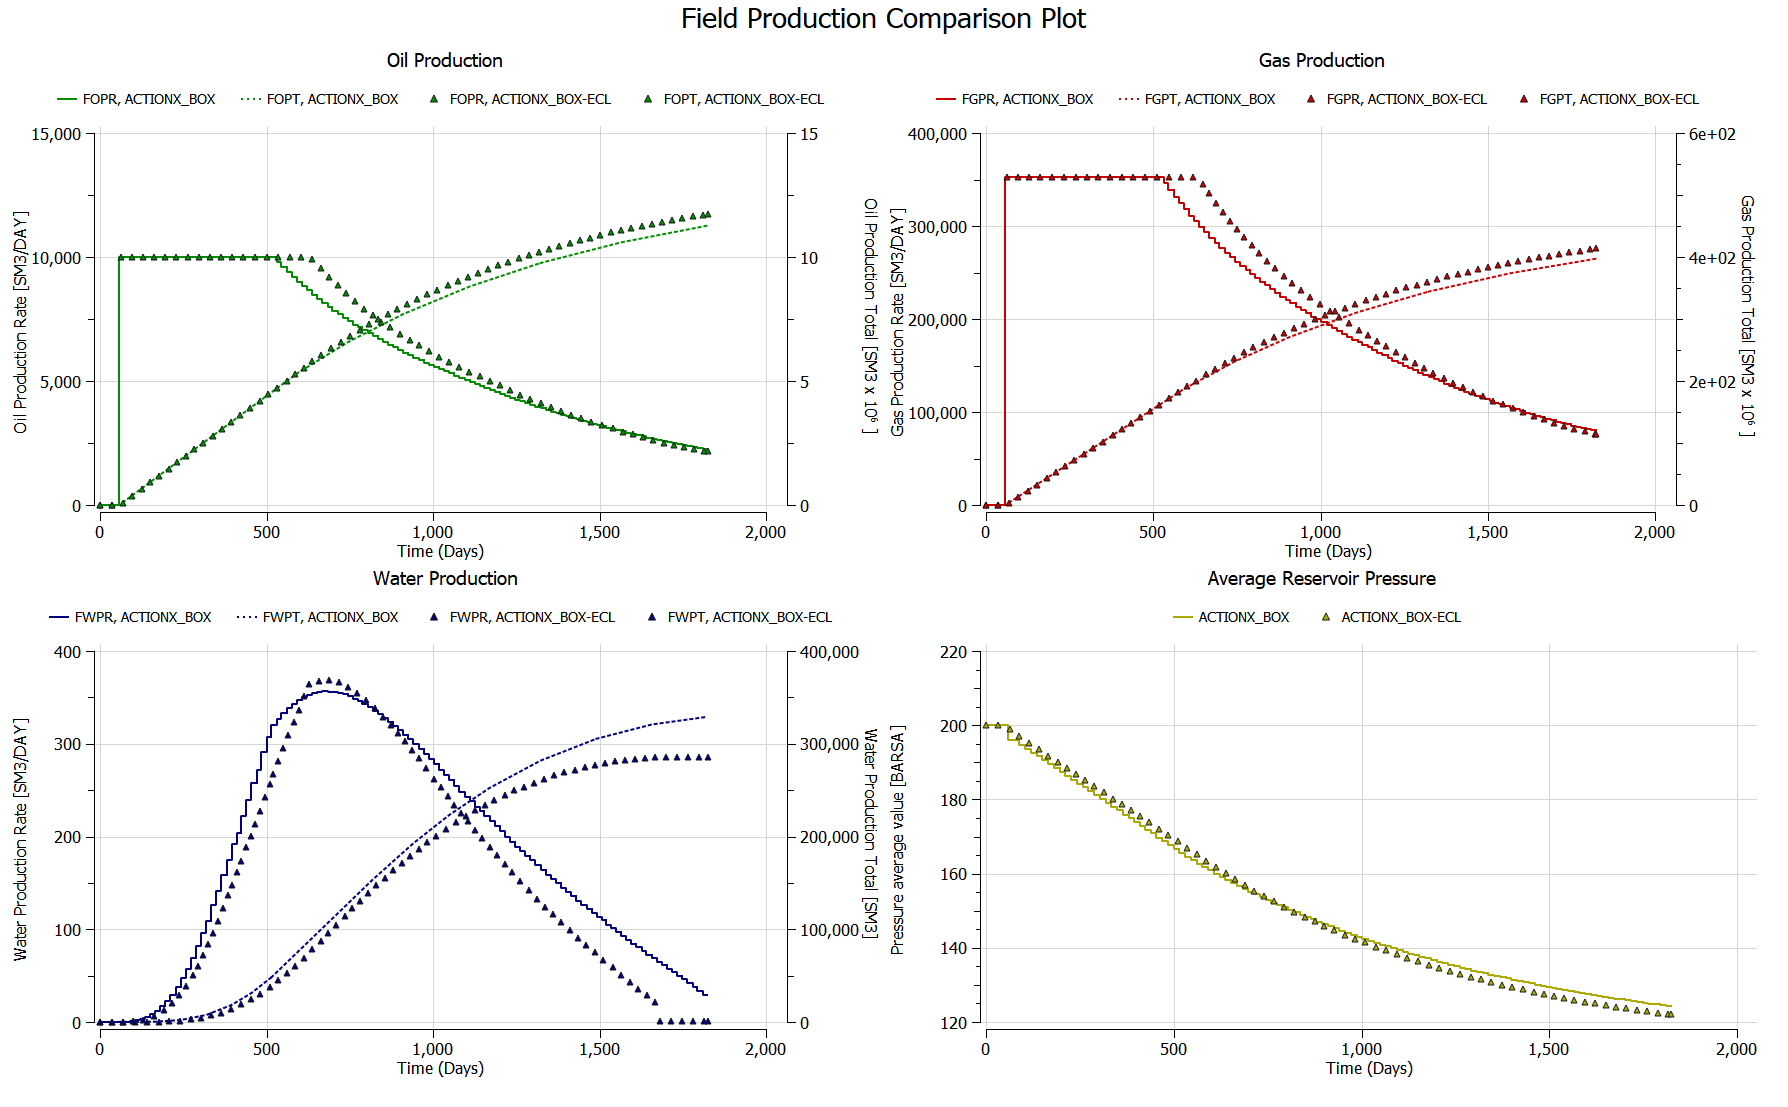 Field Production Comparison Plot
Oil Production
FOPR, ACTIONX_BOX FOPT, ACTIONX_BOX FOPR, ACTIONX_BOX-ECL FOPT, ACTIONX_BOX-ECL
15,000 15
10,000 10
5,000 5
0 0
0 500 1,000 1,500 2,000
Time (Days)
Oil Production Rate [SM3/DAY]
Oil Production Total [SM3 x 10⁶ ]
Gas Production
FGPR, ACTIONX_BOX FGPT, ACTIONX_BOX FGPR, ACTIONX_BOX-ECL FGPT, ACTIONX_BOX-ECL
400,000 6e+02
300,000 4e+02
200,000 2e+02
100,000
0 0
0 500 1,000 1,500 2,000
Time (Days)
Gas Production Rate [SM3/DAY]
Gas Production Total [SM3 x 10⁶ ]
Water Production
FWPR, ACTIONX_BOX FWPT, ACTIONX_BOX FWPR, ACTIONX_BOX-ECL FWPT, ACTIONX_BOX-ECL
400 400,000
300 300,000
200 200,000
100 100,000
0 0
0 500 1,000 1,500 2,000
Time (Days)
Water Production Rate [SM3/DAY]
Water Production Total [SM3]
Average Reservoir Pressure
ACTIONX_BOX ACTIONX_BOX-ECL
220
200
180
160
140
120
0 500 1,000 1,500 2,000
Time (Days)
Pressure average value [BARSA]